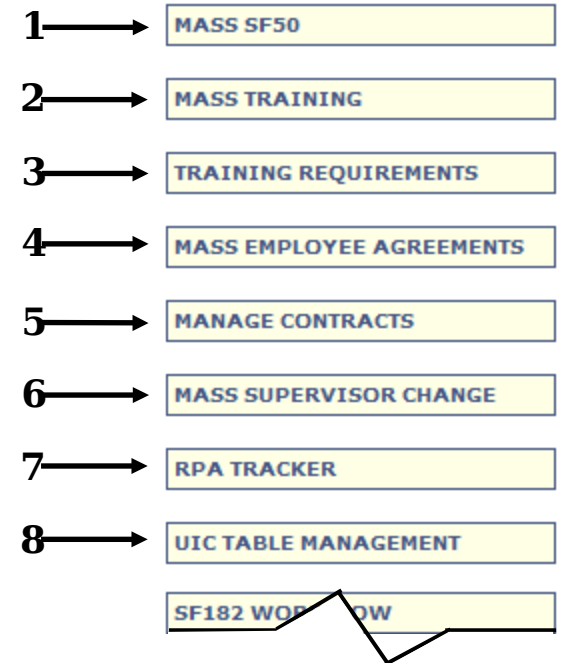 1 MASS SF50
2 MASS TRAINING
3 TRAINING REQUIREMENTS
4 MASS EMPLOYEE AGREEMENTS
5 MANAGE CONTRACTS
6 MASS SUPERVISOR CHANGE
7 RPA TRACKER
8 UIC TABLE MANAGEMENT
SF182